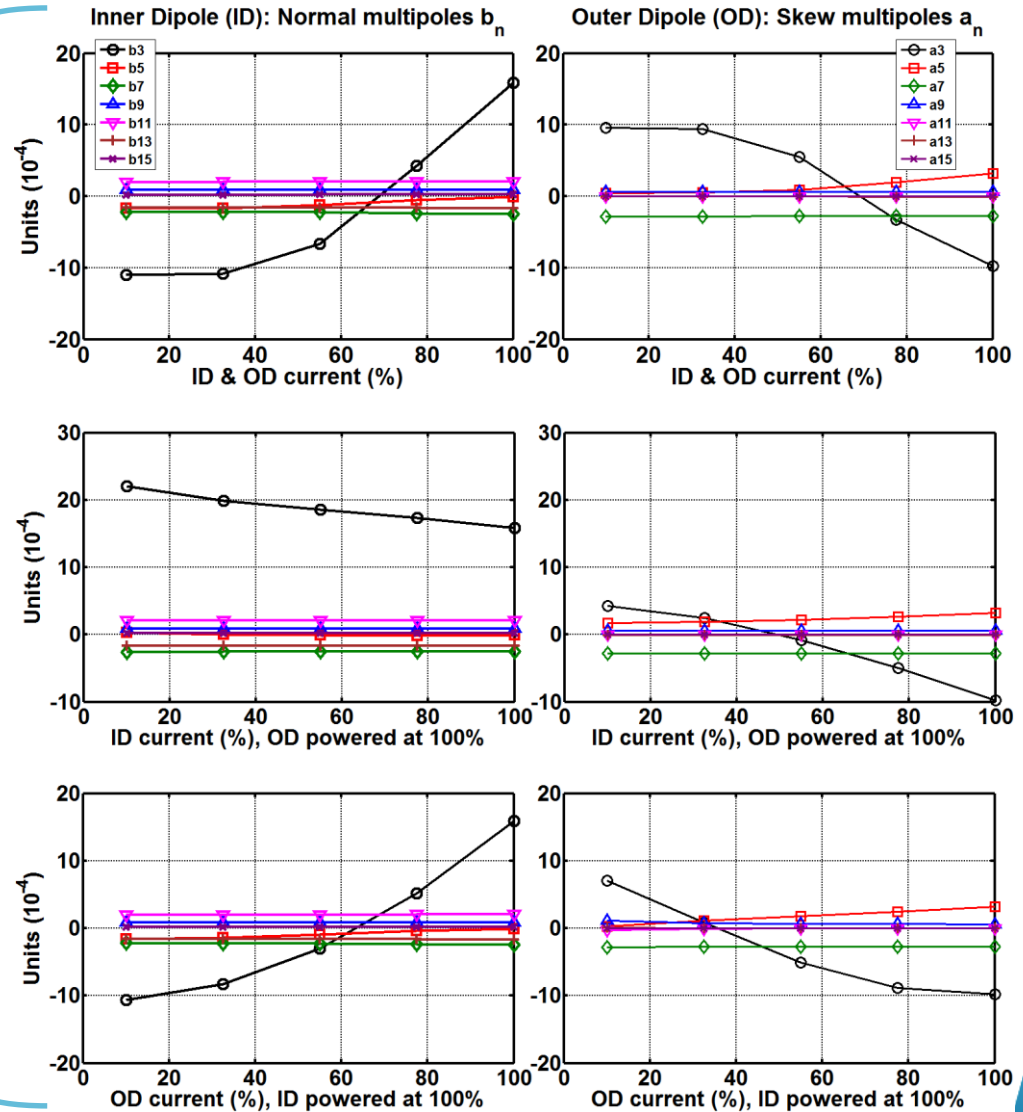 Inner Dipole (ID): Normal multipoles b_n
Outer Dipole (OD): Skew multipoles a_n
20
10
0
-10
-20
Units (10^-4)
b3
b5
b7
b9
b11
b13
b15
0 20 40 60 80 100
ID & OD current (%)
20
10
0
-10
-20
a3
a5
a7
a9
a11
a13
a15
0 20 40 60 80 100
ID & OD current (%)
30
20
10
0
-10
Units (10^-4)
0 20 40 60 80 100
ID current (%), OD powered at 100%
30
20
10
0
-10
0 20 40 60 80 100
ID current (%), OD powered at 100%
20
10
0
-10
-20
Units (10^-4)
0 20 40 60 80 100
OD current (%), ID powered at 100%
20
10
0
-10
-20
0 20 40 60 80 100
OD current (%), ID powered at 100%